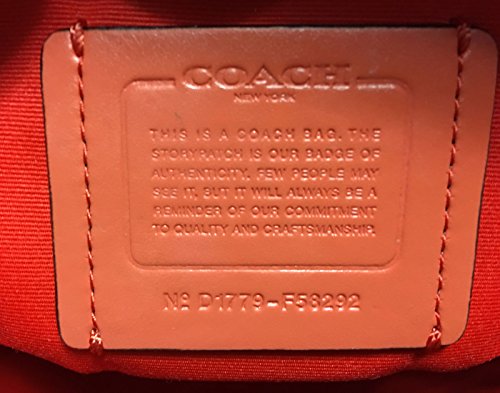 COACH
NEW YORK
THIS IS A COACH BAG. THE
STORYPATCH IS OUR BADGE OF
AUTHENTICITY. FEW PEOPLE MAY
SEE IT, BUT IT WILL ALWAYS BE A
REMINDER OF OUR COMMITMENT
TO QUALITY AND CRAFTSMANSHIP.
Nº D1779-F58292